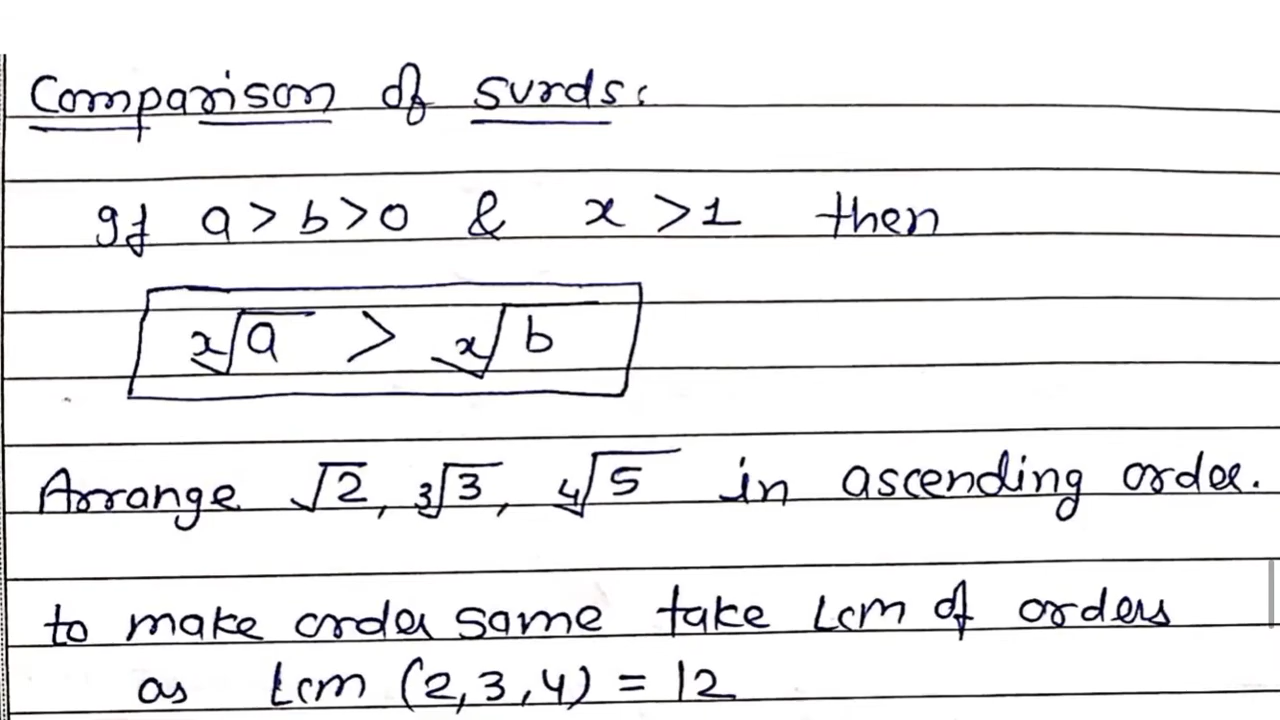 Comparison of surds:
If a > b > 0 & x > 1 then
ˣ√a > ˣ√b
Arrange √2, ³√3, ⁴√5 in ascending order.
to make order same take Lcm of orders
as Lcm (2,3,4) = 12